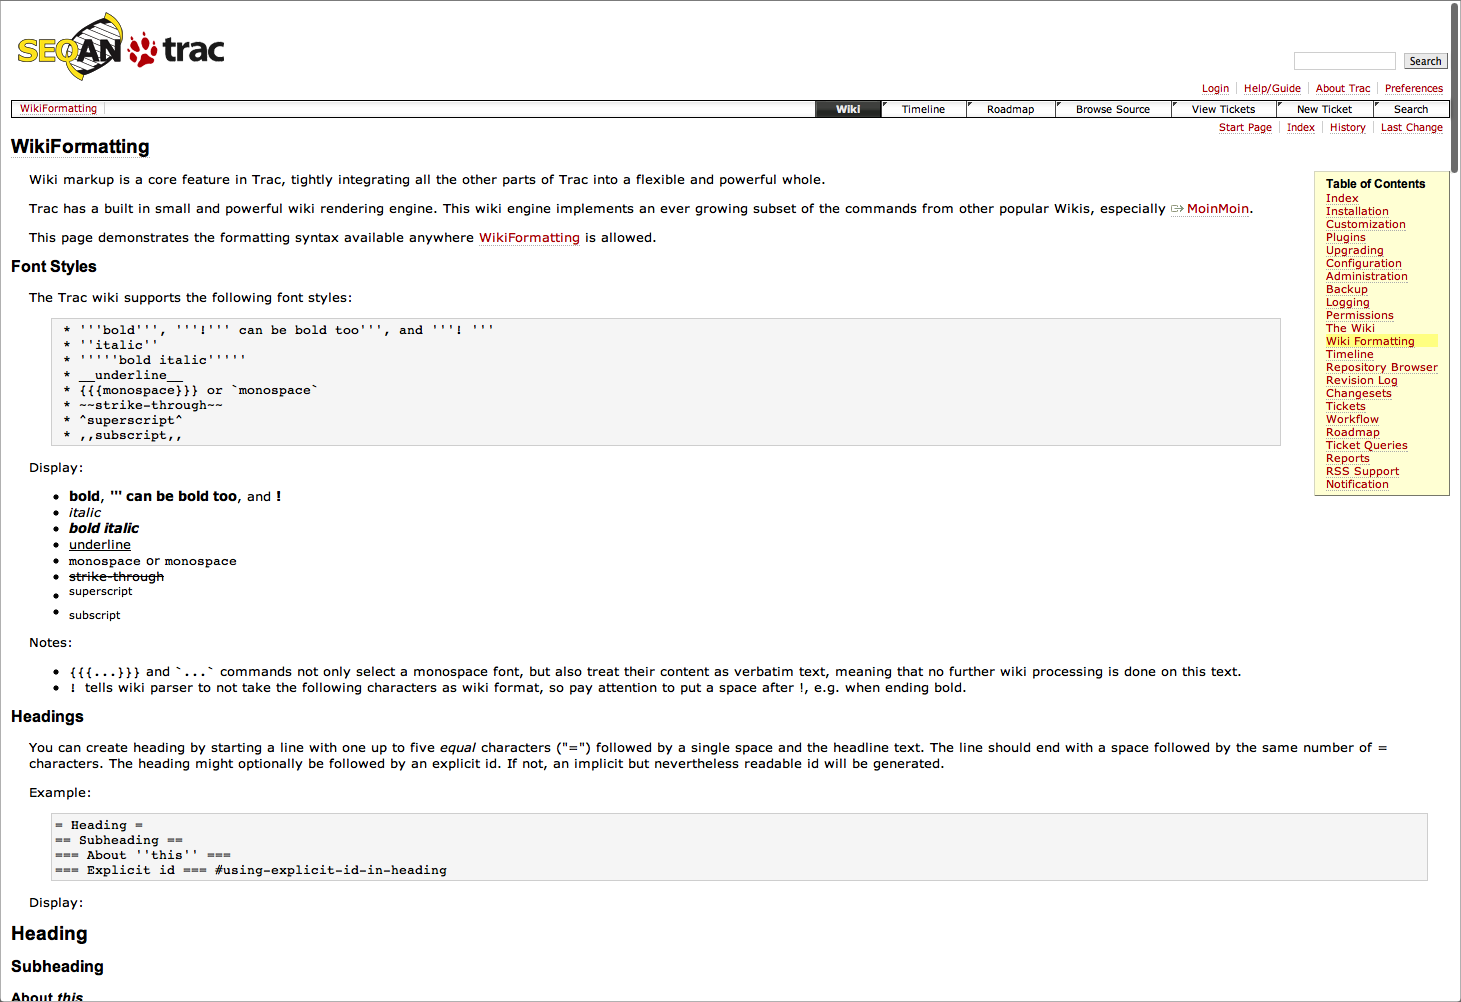 SEQAN trac
Search
Login Help/Guide About Trac Preferences
WikiFormatting Wiki Timeline Roadmap Browse Source View Tickets New Ticket Search
Start Page Index History Last Change
WikiFormatting
Wiki markup is a core feature in Trac, tightly integrating all the other parts of Trac into a flexible and powerful whole.
Trac has a built in small and powerful wiki rendering engine. This wiki engine implements an ever growing subset of the commands from other popular Wikis, especially MoinMoin.
This page demonstrates the formatting syntax available anywhere WikiFormatting is allowed.
Table of Contents
Index
Installation
Customization
Plugins
Upgrading
Configuration
Administration
Backup
Logging
Permissions
The Wiki
Wiki Formatting
Timeline
Repository Browser
Revision Log
Changesets
Tickets
Workflow
Roadmap
Ticket Queries
Reports
RSS Support
Notification
Font Styles
The Trac wiki supports the following font styles:
* '''bold''', '''!''' can be bold too''', and '''! '''
* ''italic''
* '''''bold italic'''''
* __underline__
* {{{monospace}}} or `monospace`
* ~~strike-through~~
* ^superscript^
* ,,subscript,,
Display:
• bold, ''' can be bold too, and !
• italic
• bold italic
• underline
• monospace or monospace
• strike-through
• superscript
• subscript
Notes:
• {{{...}}} and `...` commands not only select a monospace font, but also treat their content as verbatim text, meaning that no further wiki processing is done on this text.
• ! tells wiki parser to not take the following characters as wiki format, so pay attention to put a space after !, e.g. when ending bold.
Headings
You can create heading by starting a line with one up to five equal characters ("=") followed by a single space and the headline text. The line should end with a space followed by the same number of =
characters. The heading might optionally be followed by an explicit id. If not, an implicit but nevertheless readable id will be generated.
Example:
= Heading =
== Subheading ==
=== About ''this'' ===
=== Explicit id === #using-explicit-id-in-heading
Display:
Heading
Subheading
About this